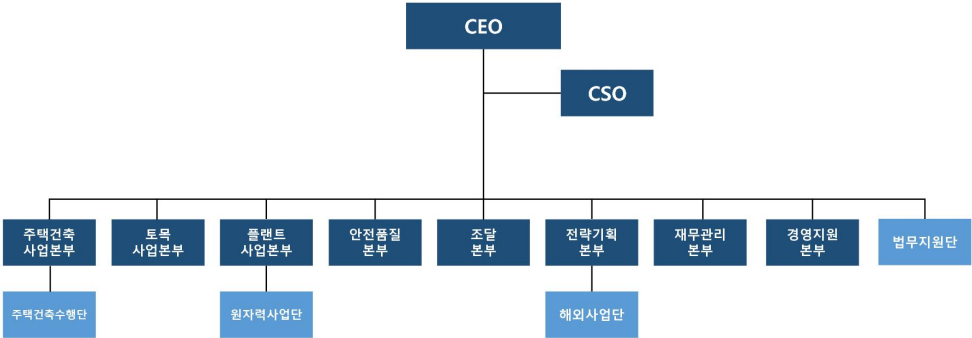 CEO
CSO
주택건축
사업본부
토목
사업본부
플랜트
사업본부
안전품질
본부
조달
본부
전략기획
본부
재무관리
본부
경영지원
본부
법무지원단
주택건축수행단
원자력사업단
해외사업단